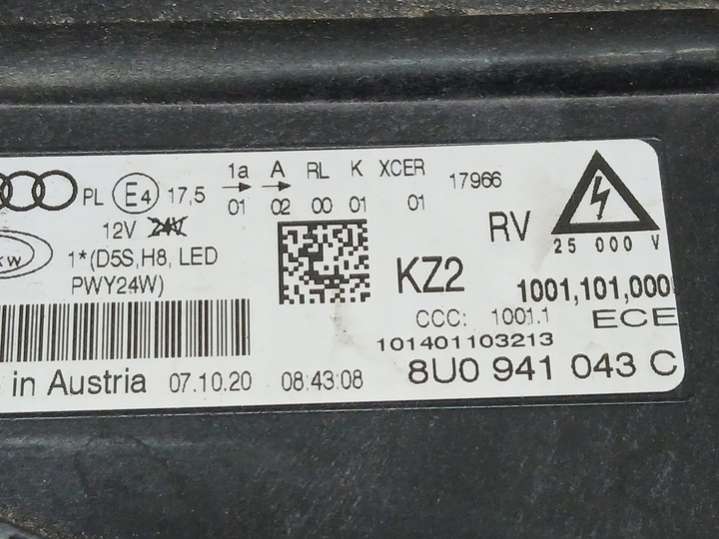 1a A RL K XCER 17966
PL E4 17,5 01 02 00 01 01
12V 24V
RV
25 000 V
1*(D5S,H8, LED
PWY24W)
KZ2
1001,101,000
CCC: 1001.1 ECE
101401103213
in Austria 07.10.20 08:43:08 8U0 941 043 C